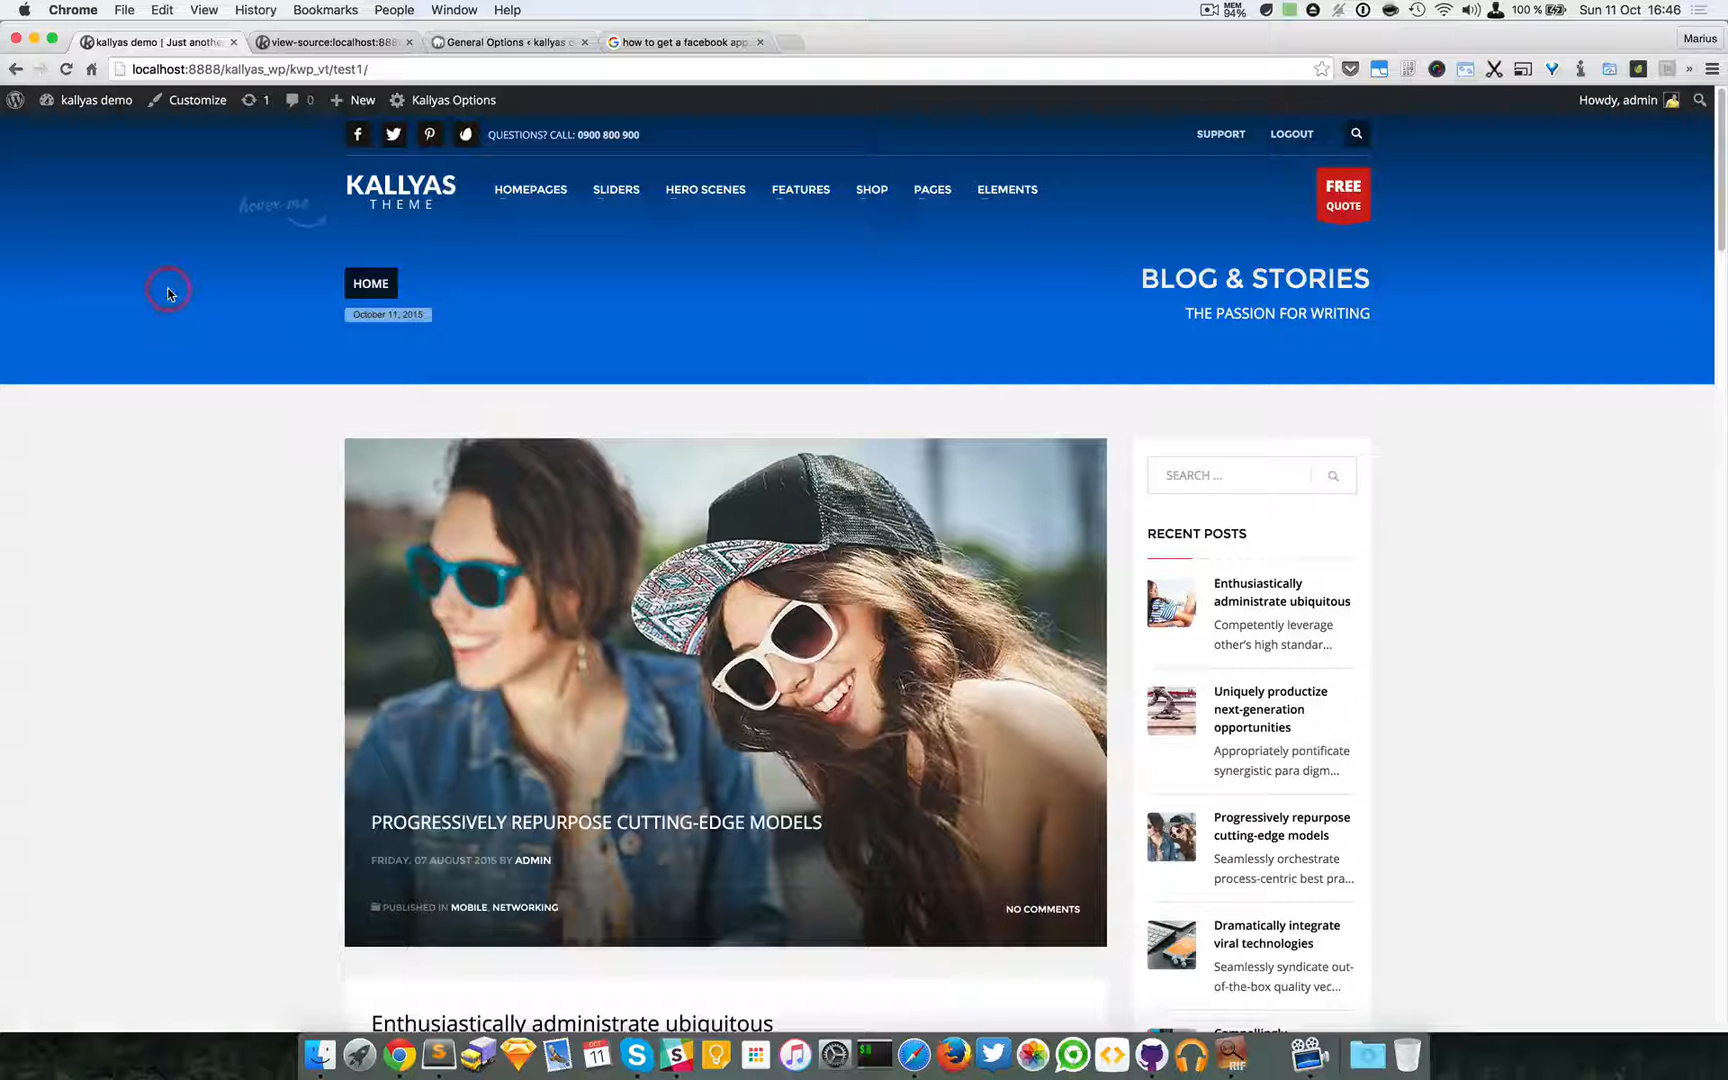 Chrome File Edit View History Bookmarks People Window Help
MEM 94%
100 %
Sun 11 Oct 16:46
kallyas demo | Just anothe
view-source:localhost:888
General Options ‹ kallyas
how to get a facebook app
Marius
localhost:8888/kallyas_wp/kwp_vt/test1/
kallyas demo
Customize
1
0
New
Kallyas Options
Howdy, admin
QUESTIONS? CALL: 0900 800 900
SUPPORT
LOGOUT
KALLYAS
THEME
HOMEPAGES
SLIDERS
HERO SCENES
FEATURES
SHOP
PAGES
ELEMENTS
FREE
QUOTE
hover me
HOME
BLOG & STORIES
October 11, 2015
THE PASSION FOR WRITING
SEARCH ...
RECENT POSTS
Enthusiastically
administrate ubiquitous
Competently leverage
other's high standar...
Uniquely productize
next-generation
opportunities
Appropriately pontificate
synergistic para digm...
Progressively repurpose
cutting-edge models
Seamlessly orchestrate
process-centric best pra...
Dramatically integrate
viral technologies
Seamlessly syndicate out-
of-the-box quality vec...
PROGRESSIVELY REPURPOSE CUTTING-EDGE MODELS
FRIDAY, 07 AUGUST 2015 BY ADMIN
PUBLISHED IN MOBILE, NETWORKING
NO COMMENTS
Enthusiastically administrate ubiquitous
OCT
11